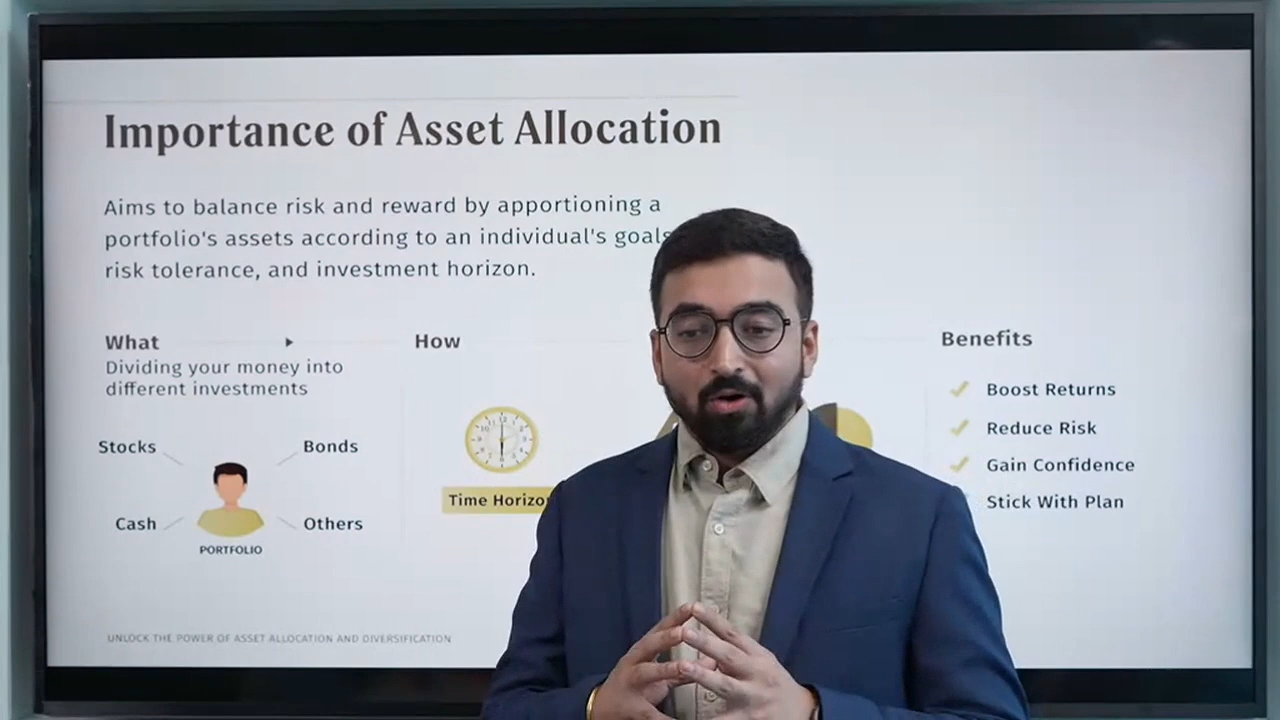 Importance of Asset Allocation
Aims to balance risk and reward by apportioning a
portfolio's assets according to an individual's goals
risk tolerance, and investment horizon.
What
Dividing your money into
different investments
Stocks
Bonds
Cash
Others
PORTFOLIO
How
Time Horizo
Benefits
Boost Returns
Reduce Risk
Gain Confidence
Stick With Plan
UNLOCK THE POWER OF ASSET ALLOCATION AND DIVERSIFICATION